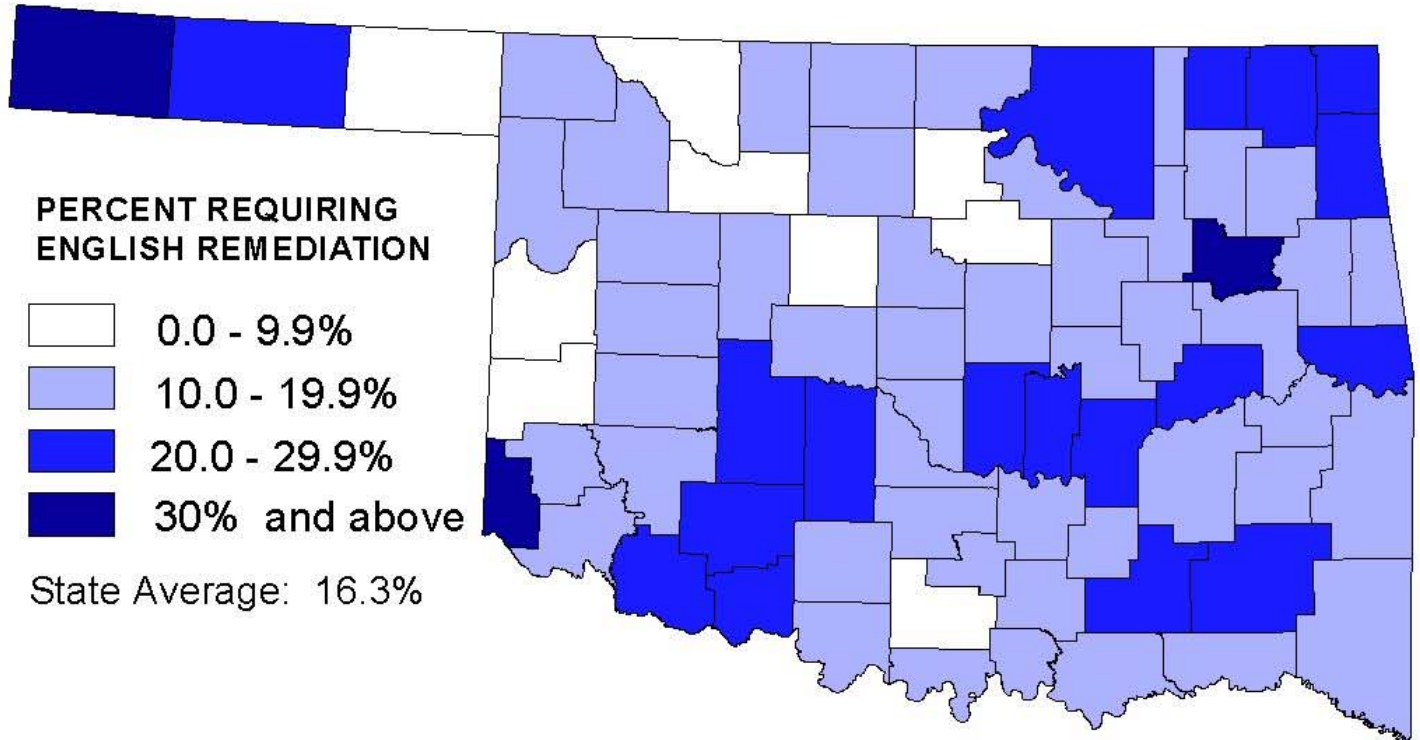 PERCENT REQUIRING
ENGLISH REMEDIATION
0.0 - 9.9%
10.0 - 19.9%
20.0 - 29.9%
30% and above
State Average: 16.3%